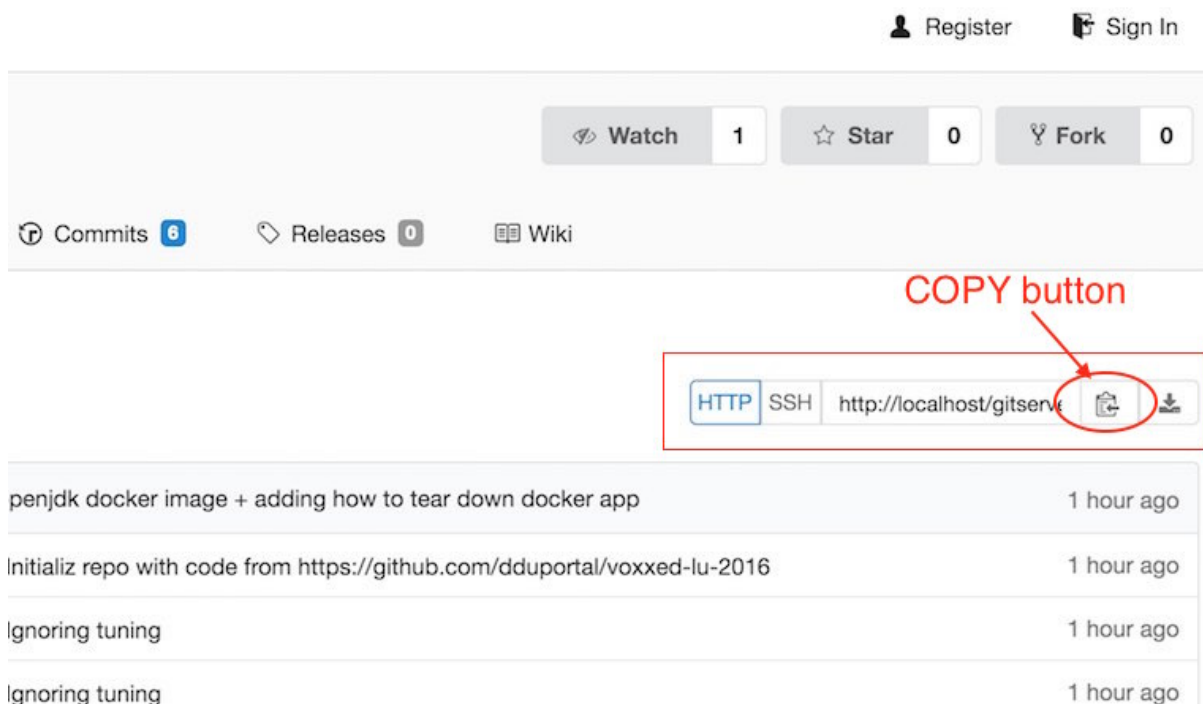 Register Sign In
Watch 1 Star 0 Fork 0
Commits 6 Releases 0 Wiki
COPY button
HTTP SSH http://localhost/gitserve
penjdk docker image + adding how to tear down docker app 1 hour ago
Initializ repo with code from https://github.com/dduportal/voxxed-lu-2016 1 hour ago
Ignoring tuning 1 hour ago
Ignoring tuning 1 hour ago